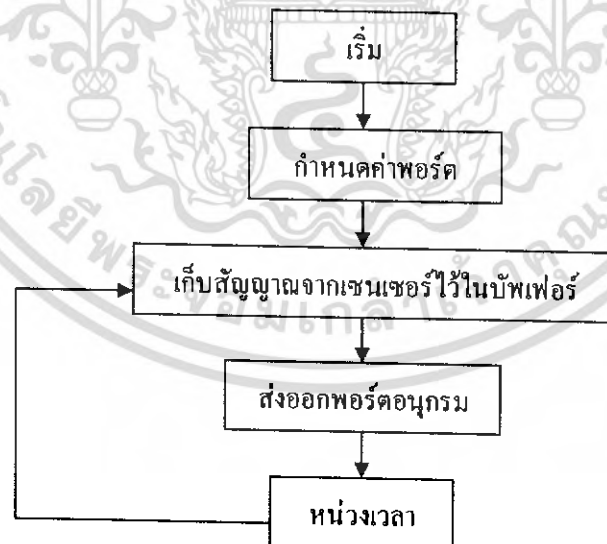 เริ่ม
กำหนดค่าพอร์ต
เก็บสัญญาณจากเซนเซอร์ไว้ในบัพเฟอร์
ส่งออกพอร์ตอนุกรม
หน่วงเวลา